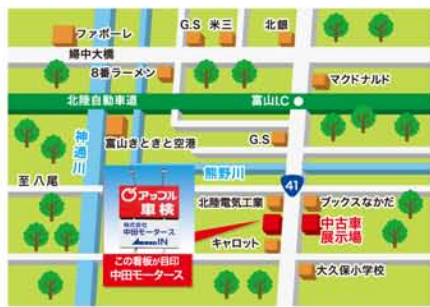 ファボーレ
G.S
米三
北銀
婦中大橋
8番ラーメン
マクドナルド
北陸自動車道
富山I.C
富山きときと空港
G.S
神通川
熊野川
至 八尾
41
アップル
車検
株式会社
中田モータース
IN
この看板が目印
中田モータース
北陸電気工業
ブックスなかだ
中古車
展示場
キャロット
大久保小学校